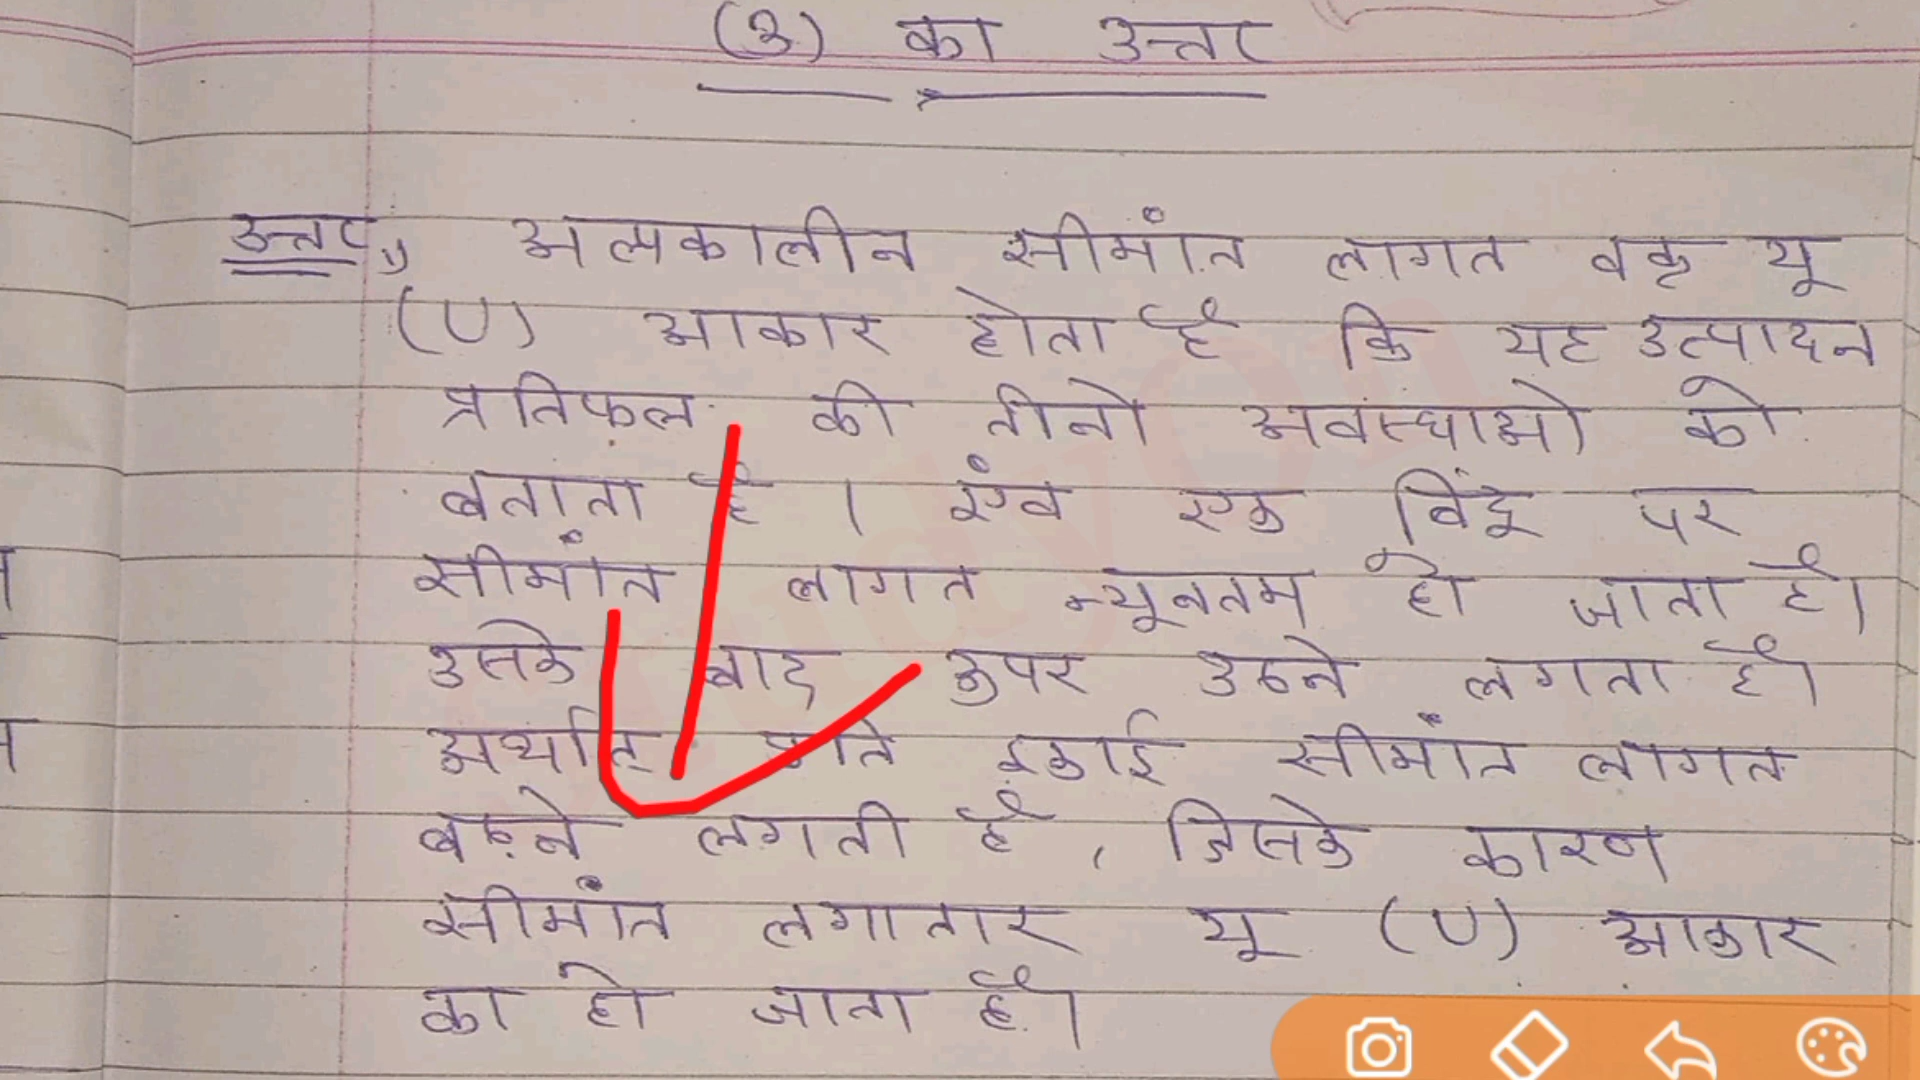 (3) का उत्तर
उत्तर,, अल्पकालीन सीमांत लागत वक्र यू
(U) आकार होता है कि यह उत्पादन
प्रतिफल की तीनो अवस्थाओ को
बताता है । एंव एक बिंदू पर
सीमांत लागत न्यूनतम हो जाता है।
उसके बाद ऊपर उठने लगता है।
अर्थात प्रति इकाई सीमांत लागत
बढ़ने लगती है , जिसके कारण
सीमांत लगातार यू (U) आकार
का हो जाता है।